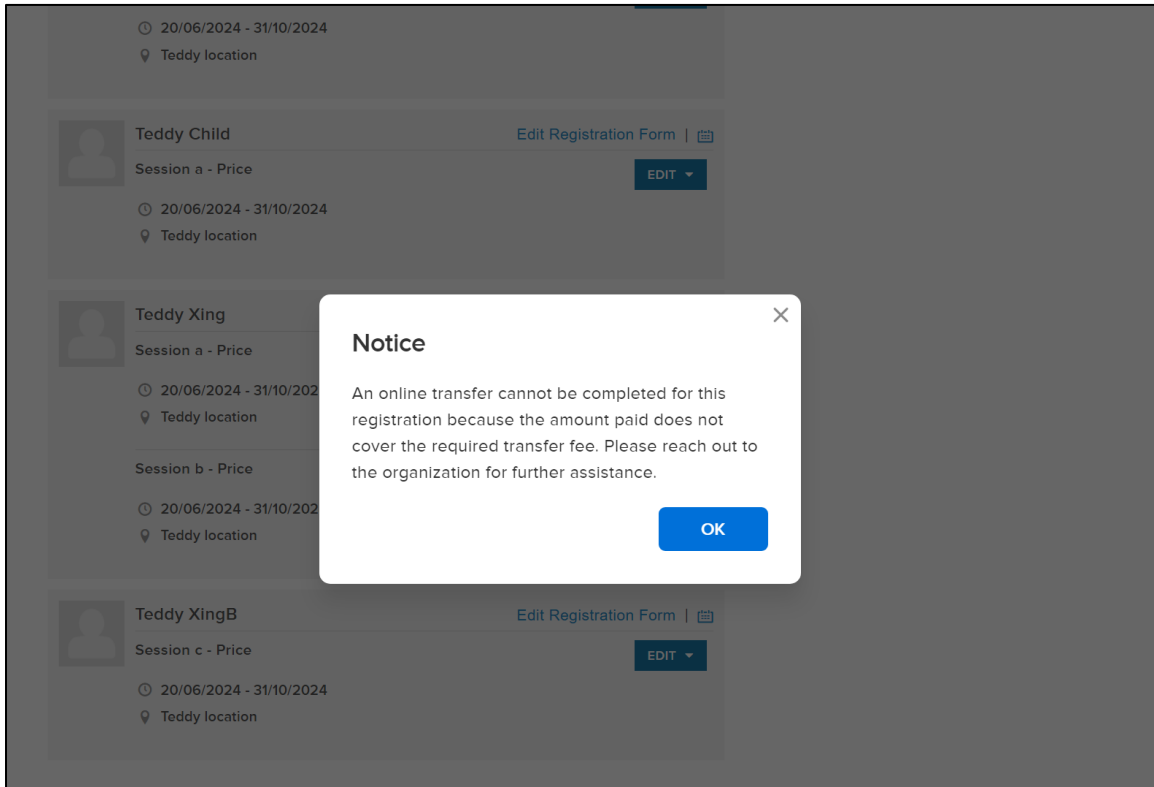 20/06/2024 - 31/10/2024
Teddy location
Teddy Child
Edit Registration Form |
Session a - Price
EDIT
20/06/2024 - 31/10/2024
Teddy location
Teddy Xing
Session a - Price
20/06/2024 - 31/10/202
Teddy location
Session b - Price
20/06/2024 - 31/10/202
Teddy location
Notice
An online transfer cannot be completed for this
registration because the amount paid does not
cover the required transfer fee. Please reach out to
the organization for further assistance.
OK
Teddy XingB
Edit Registration Form |
Session c - Price
EDIT
20/06/2024 - 31/10/2024
Teddy location